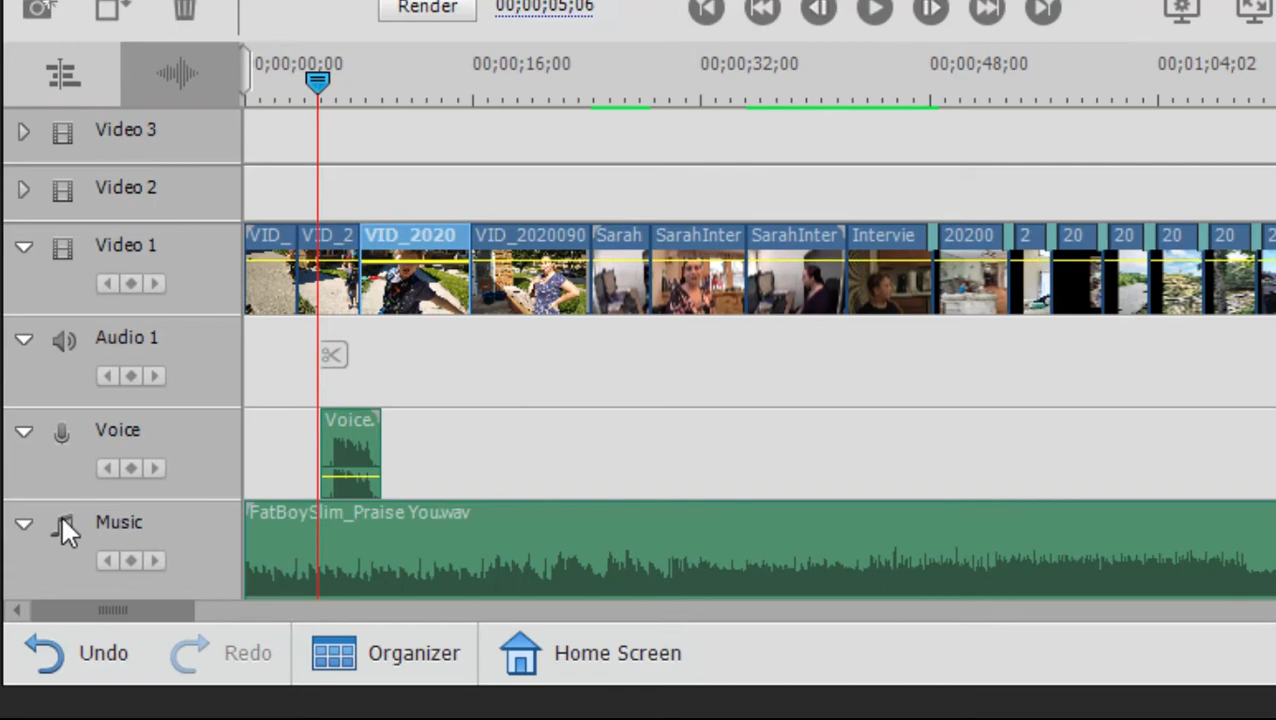 Render
00;00;05;06
0;00;00;00
00;00;16;00
00;00;32;00
00;00;48;00
00;01;04;02
Video 3
Video 2
Video 1
VID_
VID_2
VID_2020
VID_2020090
Sarah
SarahInter
SarahInter
Intervie
20200
2
20
20
20
20
2
Audio 1
Voice
Voice.
Music
FatBoySlim_Praise You.wav
Undo
Redo
Organizer
Home Screen